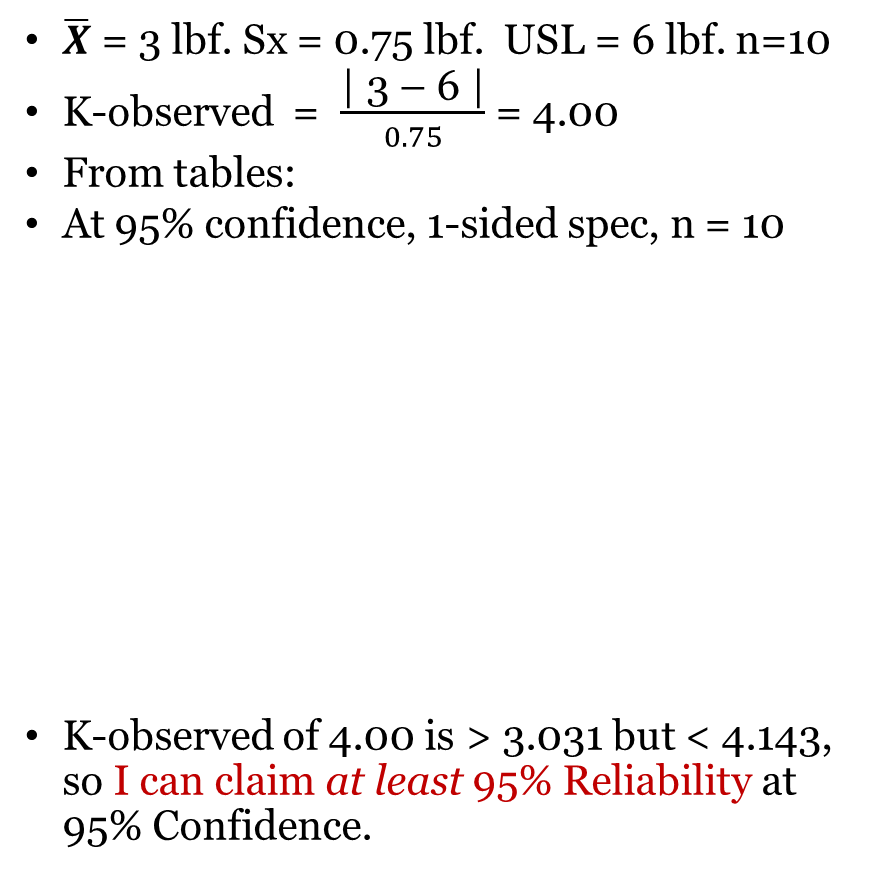 • X̅ = 3 lbf. Sx = 0.75 lbf.  USL = 6 lbf. n=10
• K-observed = | 3 − 6 | / 0.75 = 4.00
• From tables:
• At 95% confidence, 1-sided spec, n = 10
• K-observed of 4.00 is > 3.031 but < 4.143,
so I can claim at least 95% Reliability at
95% Confidence.